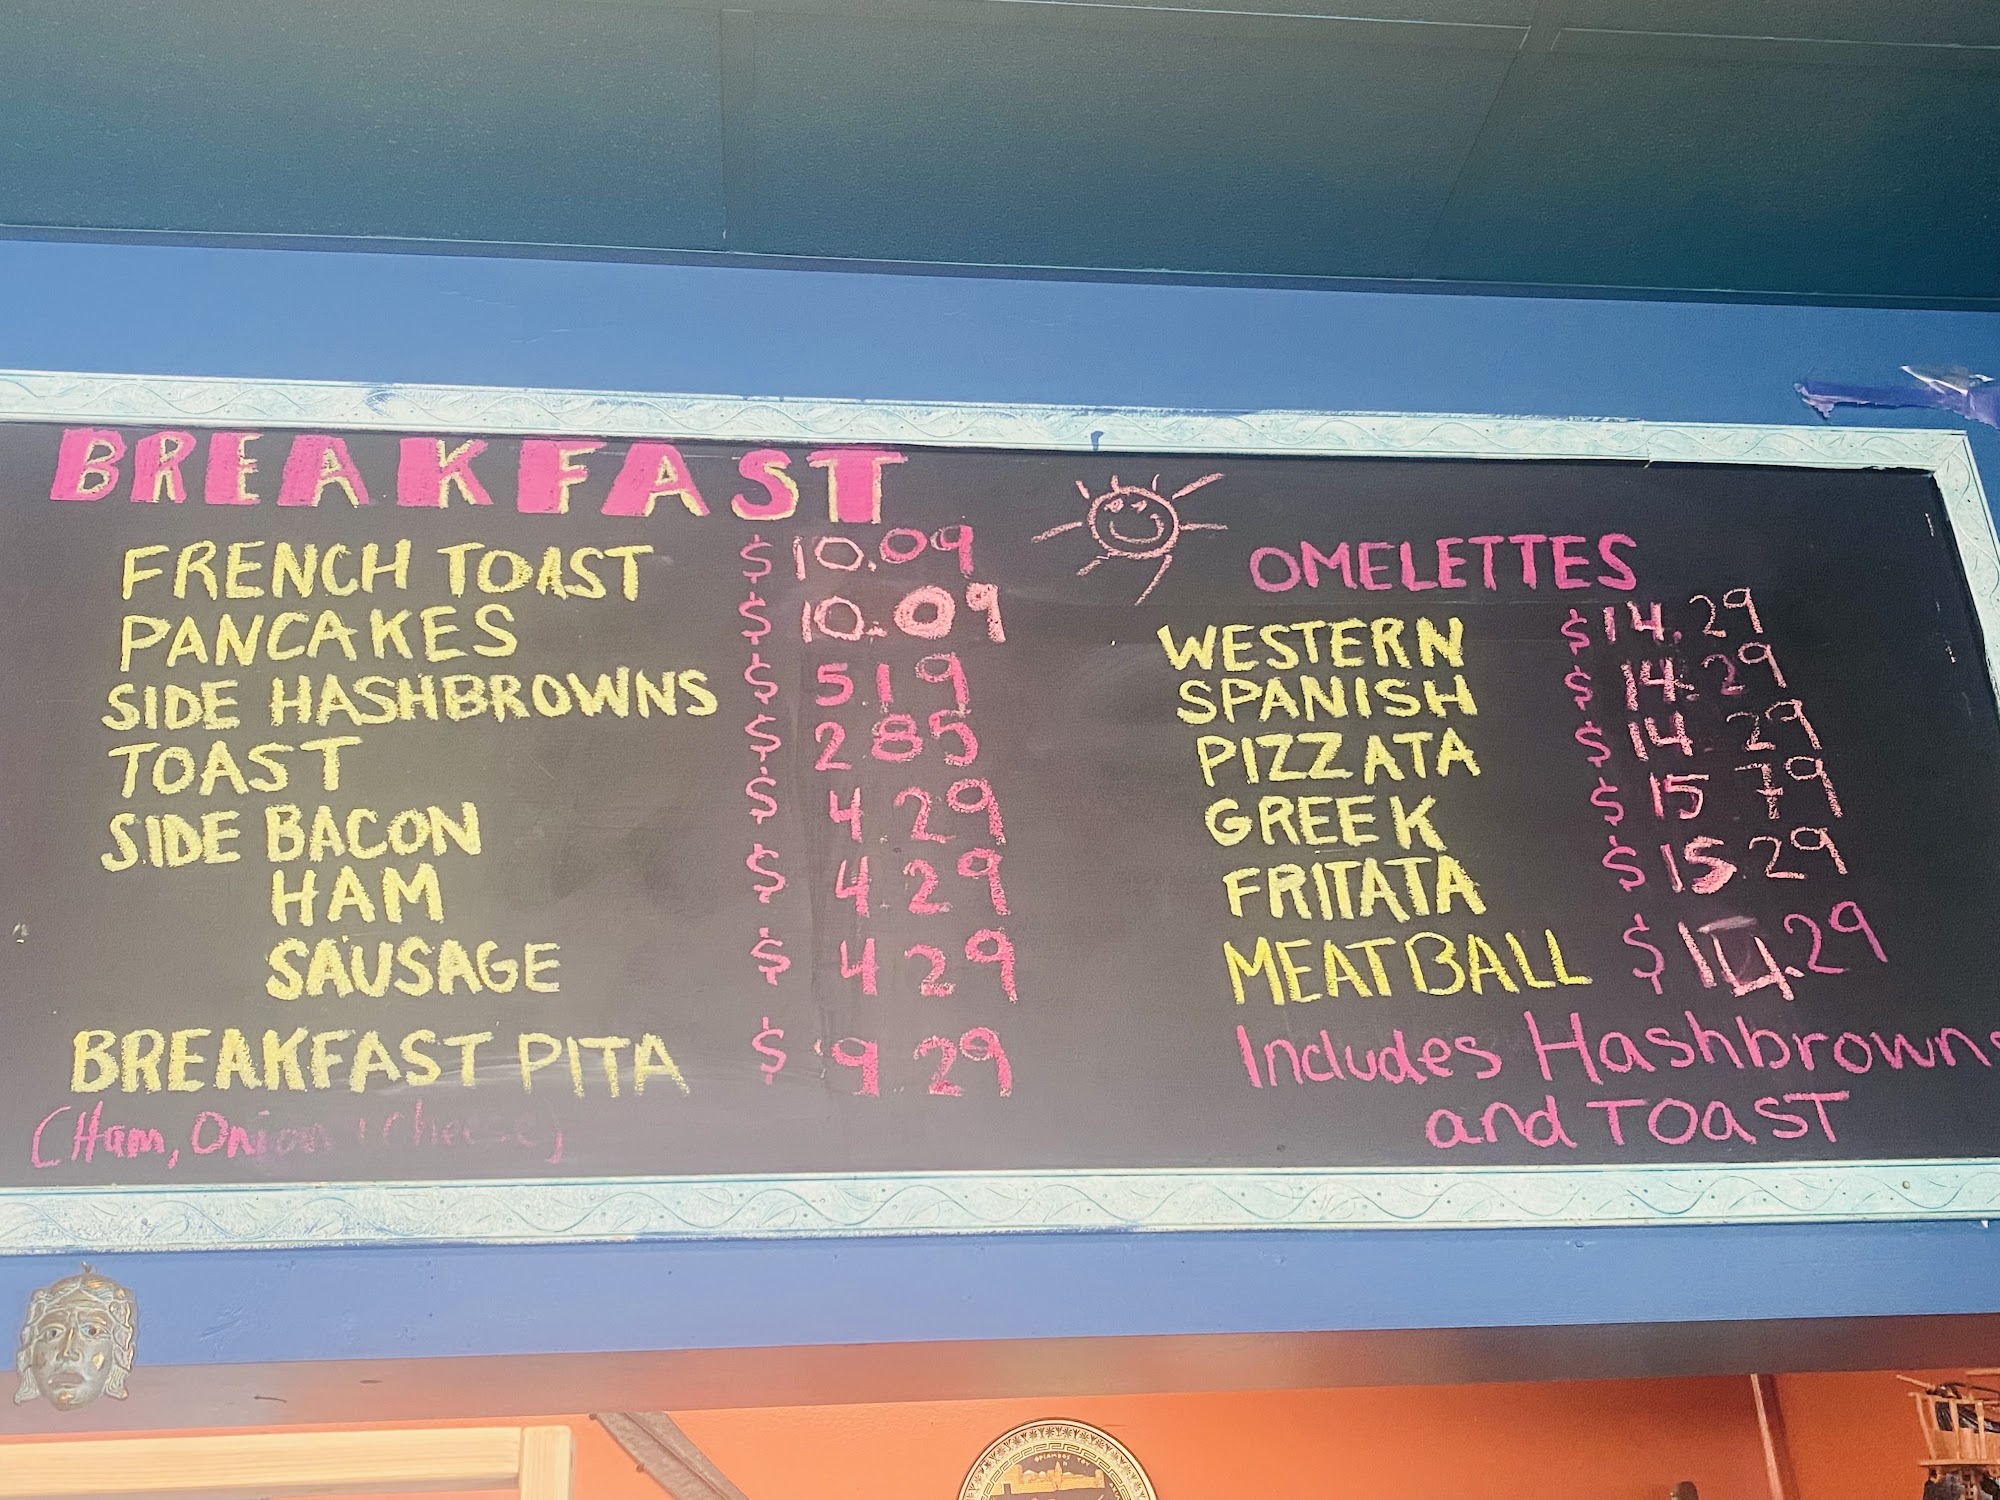 BREAKFAST
FRENCH TOAST $10.09
PANCAKES $10.09
SIDE HASHBROWNS $ 5 19
TOAST $ 2 85
SIDE BACON $ 4 29
HAM $ 4 29
SAUSAGE $ 4 29
BREAKFAST PITA $ 9 29
(Ham, Onion + cheese)
OMELETTES
WESTERN $14.29
SPANISH $14.29
PIZZATA $14 29
GREEK $15 79
FRITATA $15.29
MEATBALL $14.29
Includes Hashbrowns
and TOAST